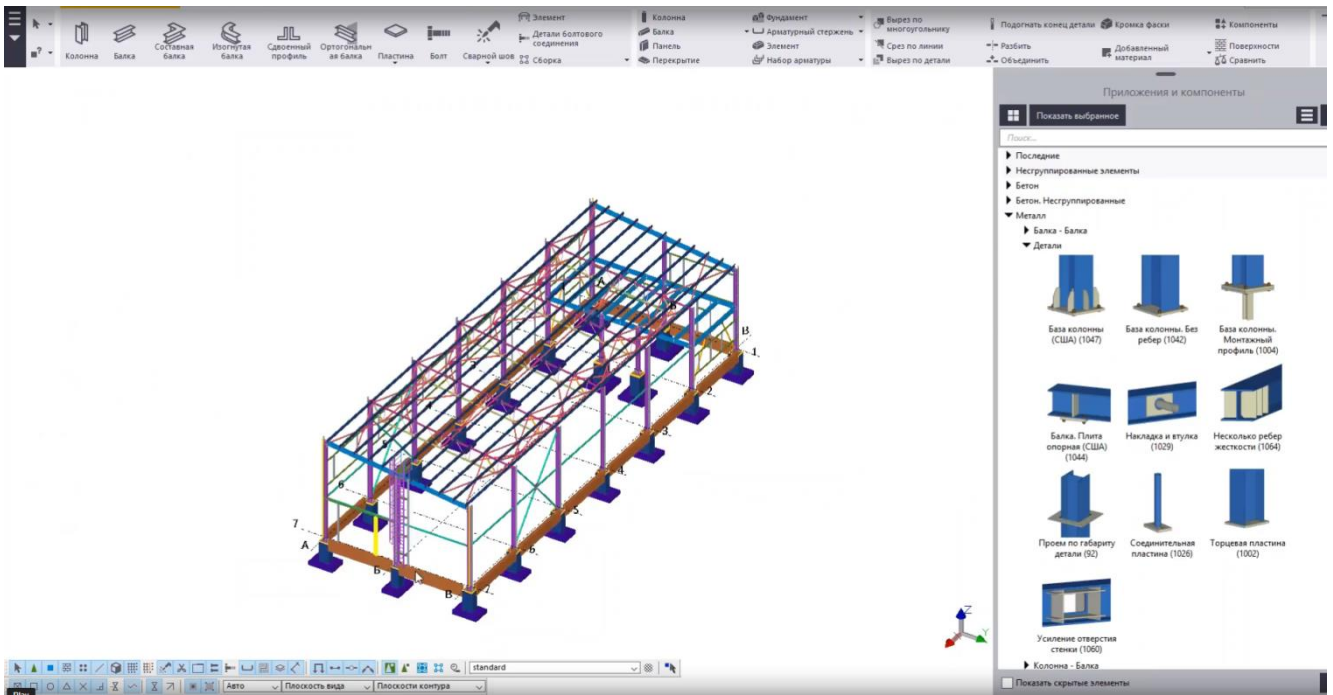 Колонна
Балка
Составная
балка
Изогнутая
балка
Сдвоенный
профиль
Ортогональн
ая балка
Пластина
Болт
Сварной шов
Элемент
Детали болтового
соединения
Сборка
Колонна
Балка
Панель
Перекрытие
Фундамент
Арматурный стержень
Элемент
Набор арматуры
Вырез по
многоугольнику
Срез по линии
Вырез по детали
Подогнать конец детали
Разбить
Объединить
Кромка фаски
Добавленный
материал
Компоненты
Поверхности
Сравнить
Приложения и компоненты
Показать выбранное
Поиск...
Последние
Несгруппированные элементы
Бетон
Бетон. Несгруппированные
Металл
Балка - Балка
Детали
База колонны
(США) (1047)
База колонны. Без
ребер (1042)
База колонны.
Монтажный
профиль (1004)
Балка. Плита
опорная (США)
(1044)
Накладка и втулка
(1029)
Несколько ребер
жесткости (1064)
Проем по габариту
детали (92)
Соединительная
пластина (1026)
Торцевая пластина
(1002)
Усиление отверстия
стенки (1060)
Колонна - Балка
Показать скрытые элементы
А
Б
В
1
2
3
4
5
6
7
6
7
А
Б
В
Z
Y
standard
Авто
Плоскость вида
Плоскости контура
Play